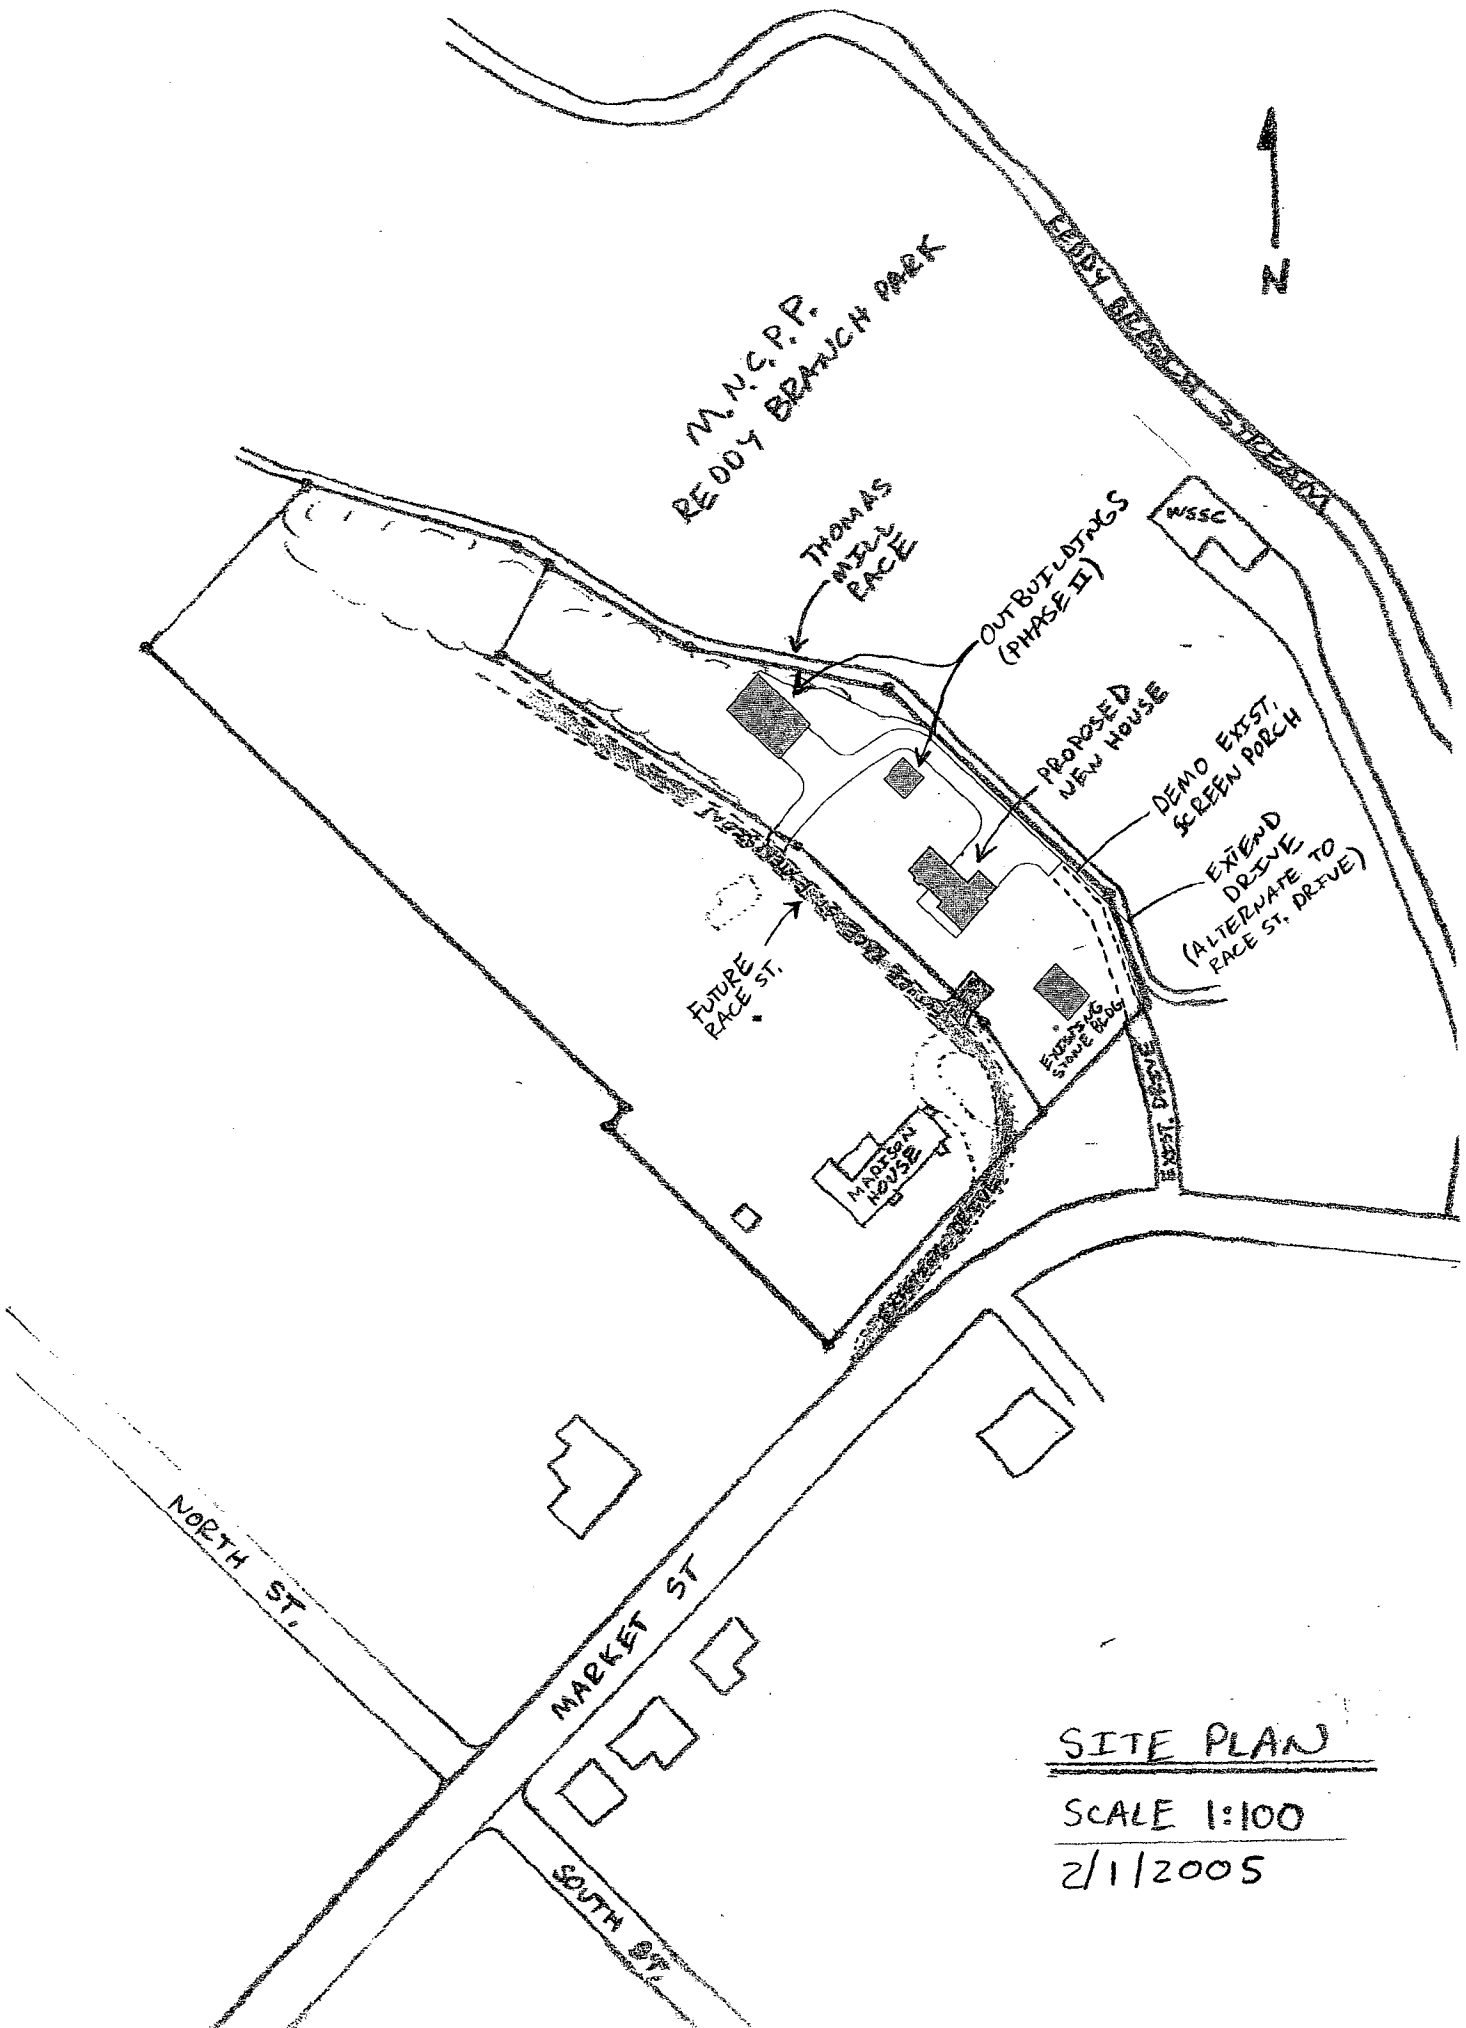 N
REDDY BRANCH STREAM
M.N.C.P.P.
REDDY BRANCH PARK
THOMAS
MILL
RACE
OUTBUILDINGS
(PHASE II)
WSSC
PROPOSED
NEW HOUSE
DEMO EXIST.
SCREEN PORCH
EXTEND
DRIVE
(ALTERNATE TO
RACE ST. DRIVE)
FUTURE
RACE ST.
EXISTING
STONE BLDG
EXIST. DRIVE
MADISON
HOUSE
DRIVE
NORTH ST.
MARKET ST
SOUTH ST.
SITE PLAN
SCALE 1:100
2/1/2005